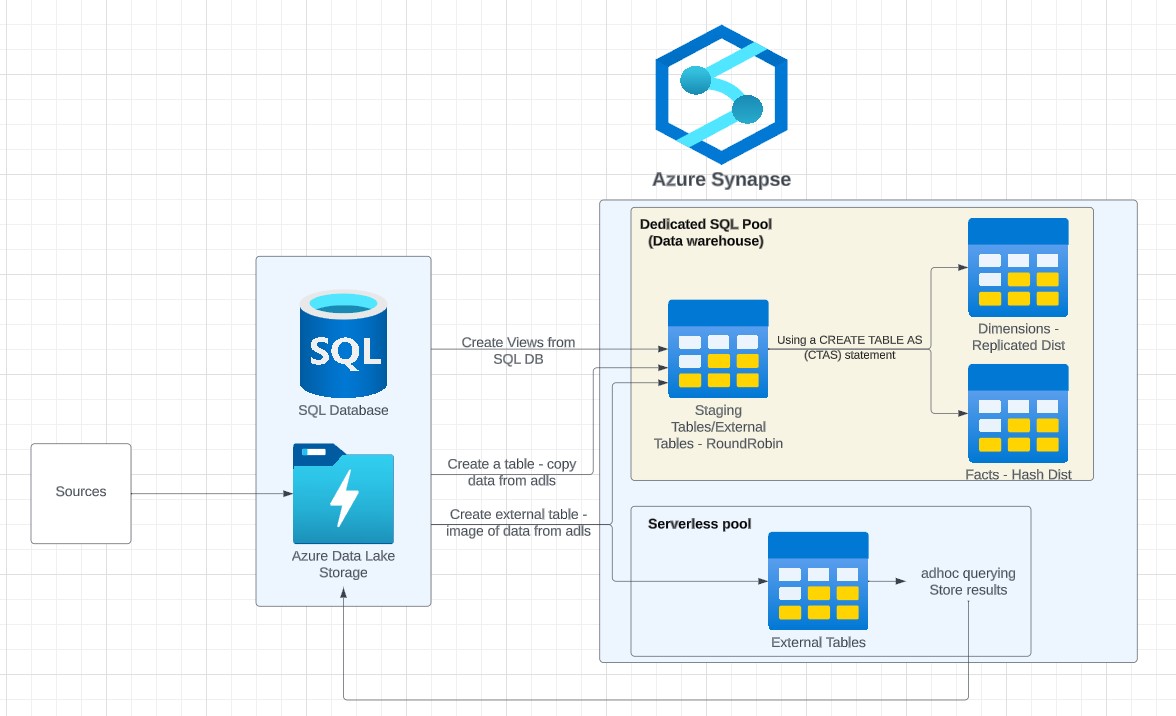 Azure Synapse
Dedicated SQL Pool
(Data warehouse)
SQL
SQL Database
Create Views from
SQL DB
Using a CREATE TABLE AS
(CTAS) statement
Dimensions -
Replicated Dist
Staging
Tables/External
Tables - RoundRobin
Facts - Hash Dist
Sources
Azure Data Lake
Storage
Create a table - copy
data from adls
Create external table -
image of data from adls
Serverless pool
External Tables
adhoc querying
Store results